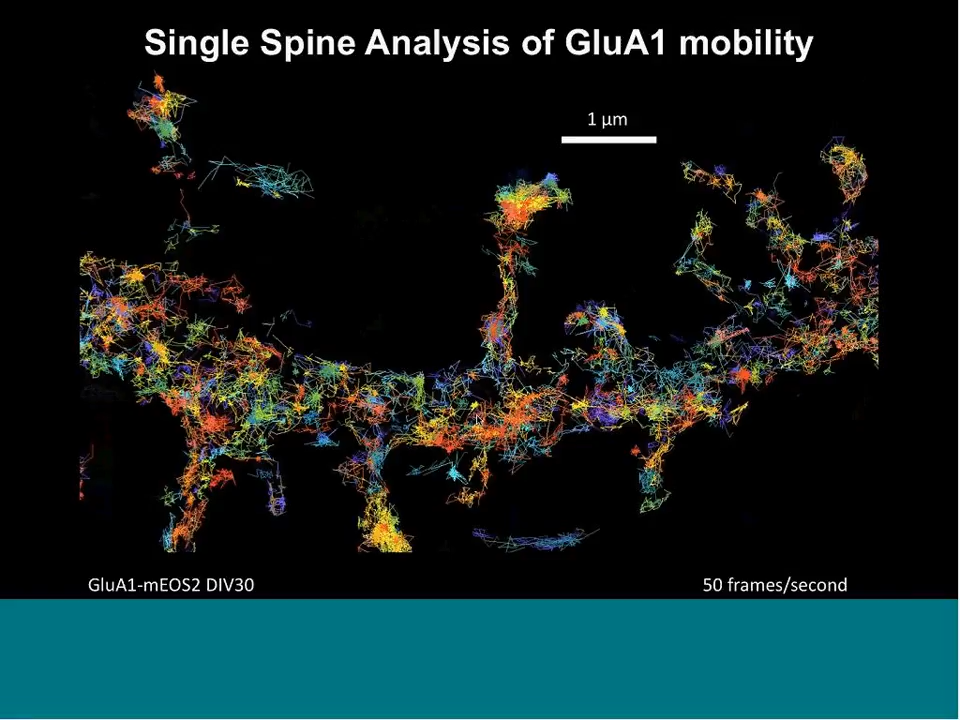 Single Spine Analysis of GluA1 mobility
1 μm
GluA1-mEOS2 DIV30
50 frames/second